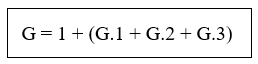 G = 1 + (G.1 + G.2 + G.3)